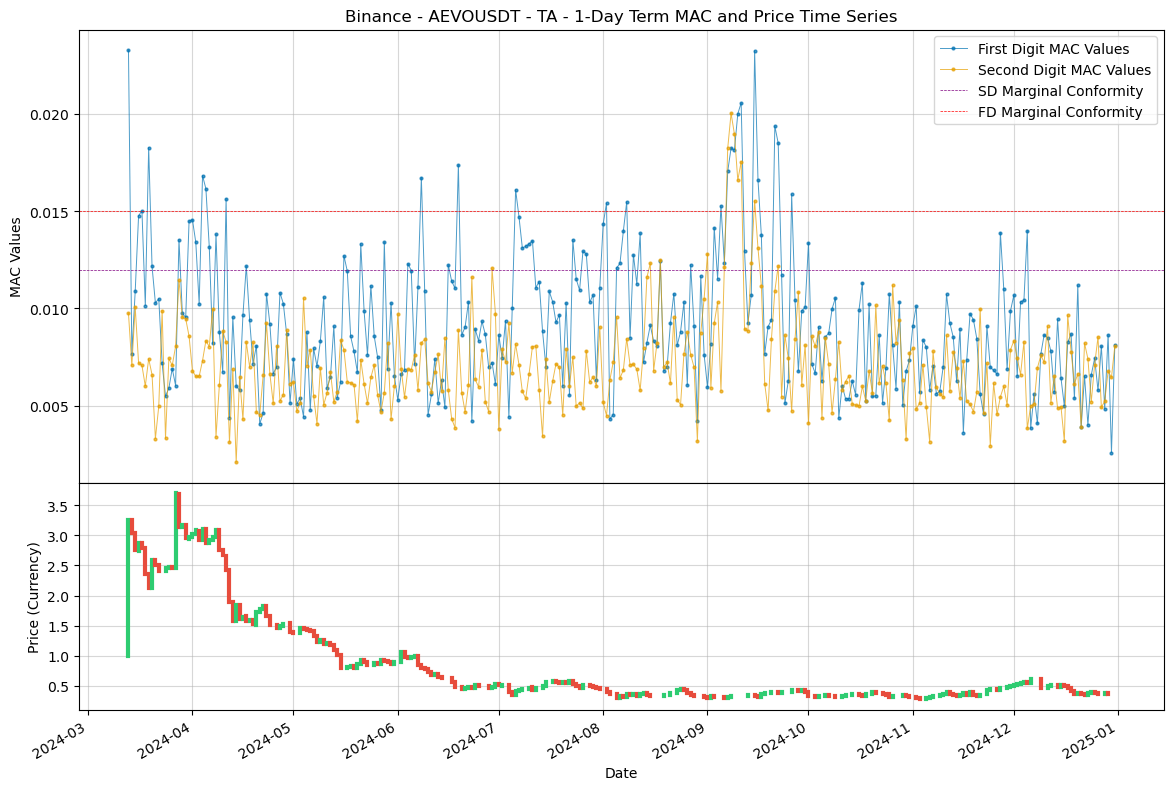 Binance - AEVOUSDT - TA - 1-Day Term MAC and Price Time Series
First Digit MAC Values
Second Digit MAC Values
SD Marginal Conformity
FD Marginal Conformity
MAC Values
0.020
0.015
0.010
0.005
Price (Currency)
3.5
3.0
2.5
2.0
1.5
1.0
0.5
2024-03
2024-04
2024-05
2024-06
2024-07
2024-08
2024-09
2024-10
2024-11
2024-12
2025-01
Date